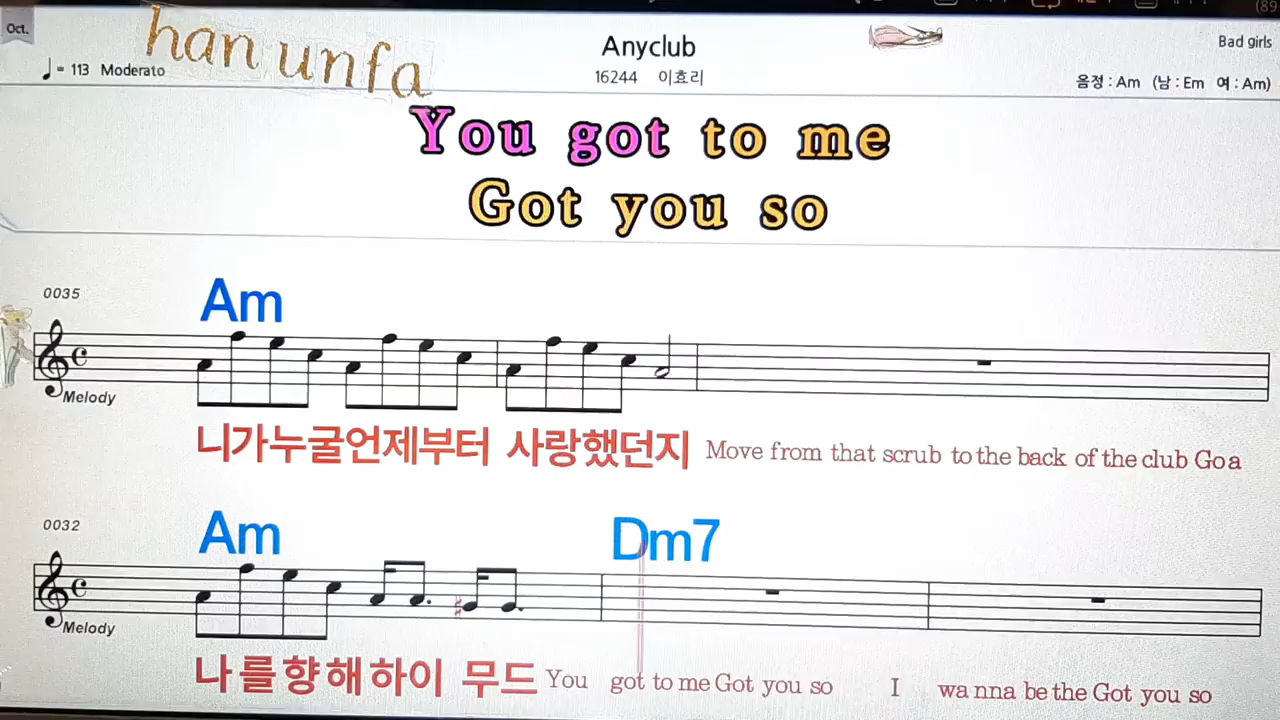 (89
Oct.
han unfa
Anyclub
Bad girls
♩= 113 Moderato
16244 이효리
음정 : Am (남 : Em 여 : Am)
You got to me
Got you so
0035
Am
Melody
니가누굴언제부터 사랑했던지 Move from that scrub to the back of the club Go a
0032
Am Dm7
Melody
나를향해하이 무드 You got to me Got you so I wa nna be the Got you so